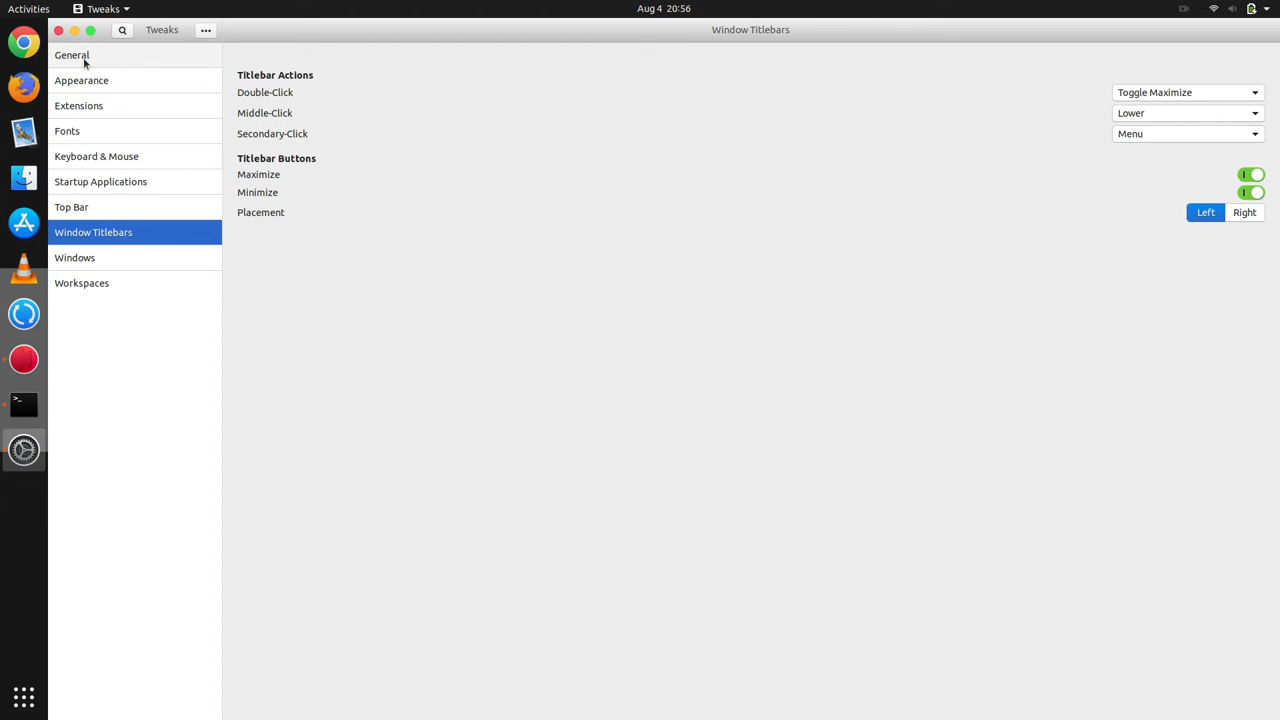 Activities
Tweaks
Aug 4 20:56
Tweaks
Window Titlebars
General
Appearance
Extensions
Fonts
Keyboard & Mouse
Startup Applications
Top Bar
Window Titlebars
Windows
Workspaces
Titlebar Actions
Double-Click
Toggle Maximize
Middle-Click
Lower
Secondary-Click
Menu
Titlebar Buttons
Maximize
Minimize
Placement
Left
Right